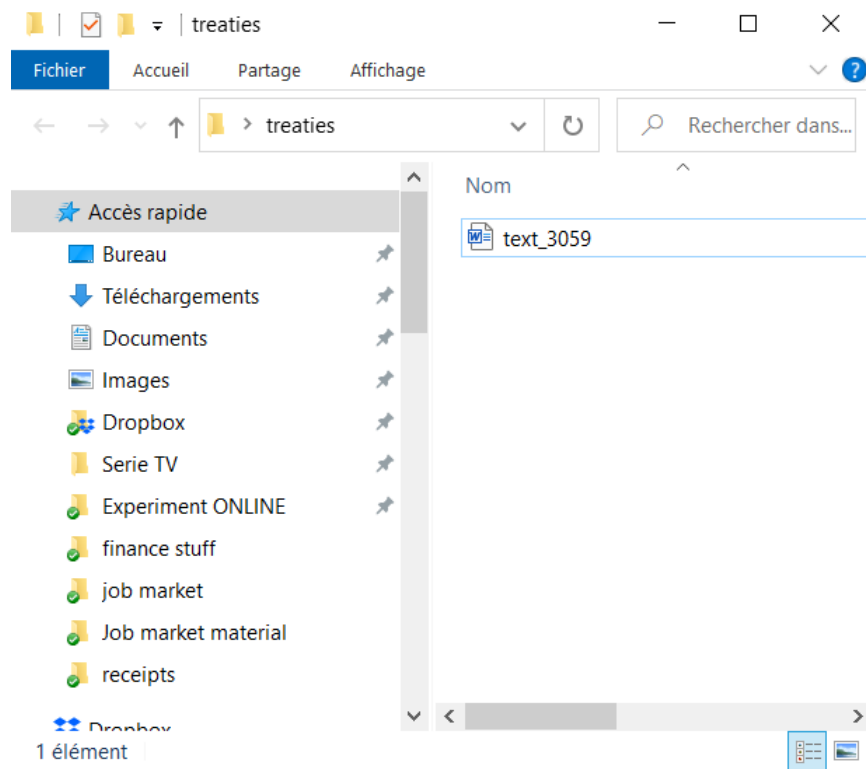 treaties
Fichier Accueil Partage Affichage ?
treaties Rechercher dans...
Nom
Accès rapide
text_3059
Bureau
Téléchargements
Documents
Images
Dropbox
Serie TV
Experiment ONLINE
finance stuff
job market
Job market material
receipts
Dropbox
1 élément